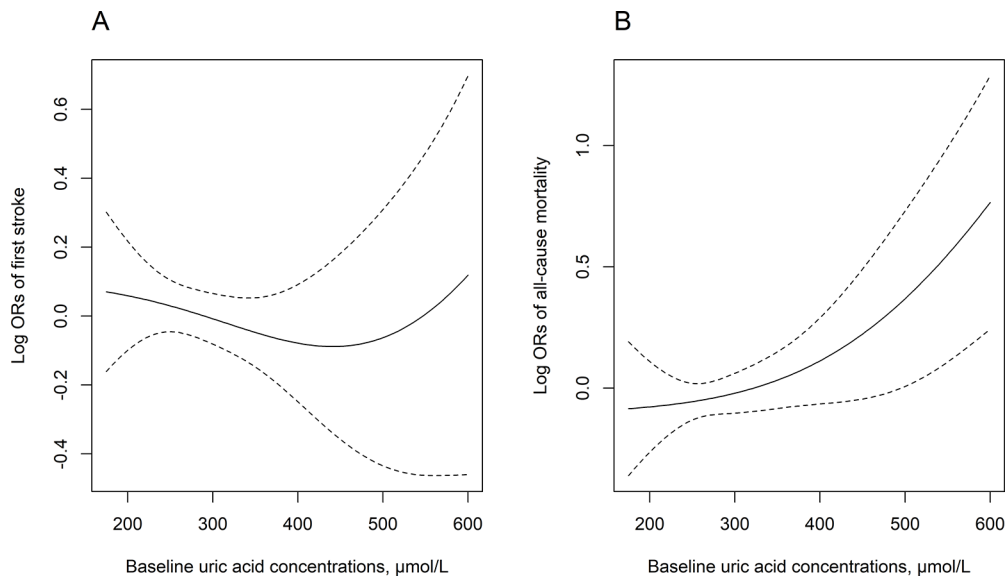 A
Log ORs of first stroke
0.6
0.4
0.2
0.0
-0.2
-0.4
200 300 400 500 600
Baseline uric acid concentrations, µmol/L
B
Log ORs of all-cause mortality
1.0
0.5
0.0
200 300 400 500 600
Baseline uric acid concentrations, µmol/L